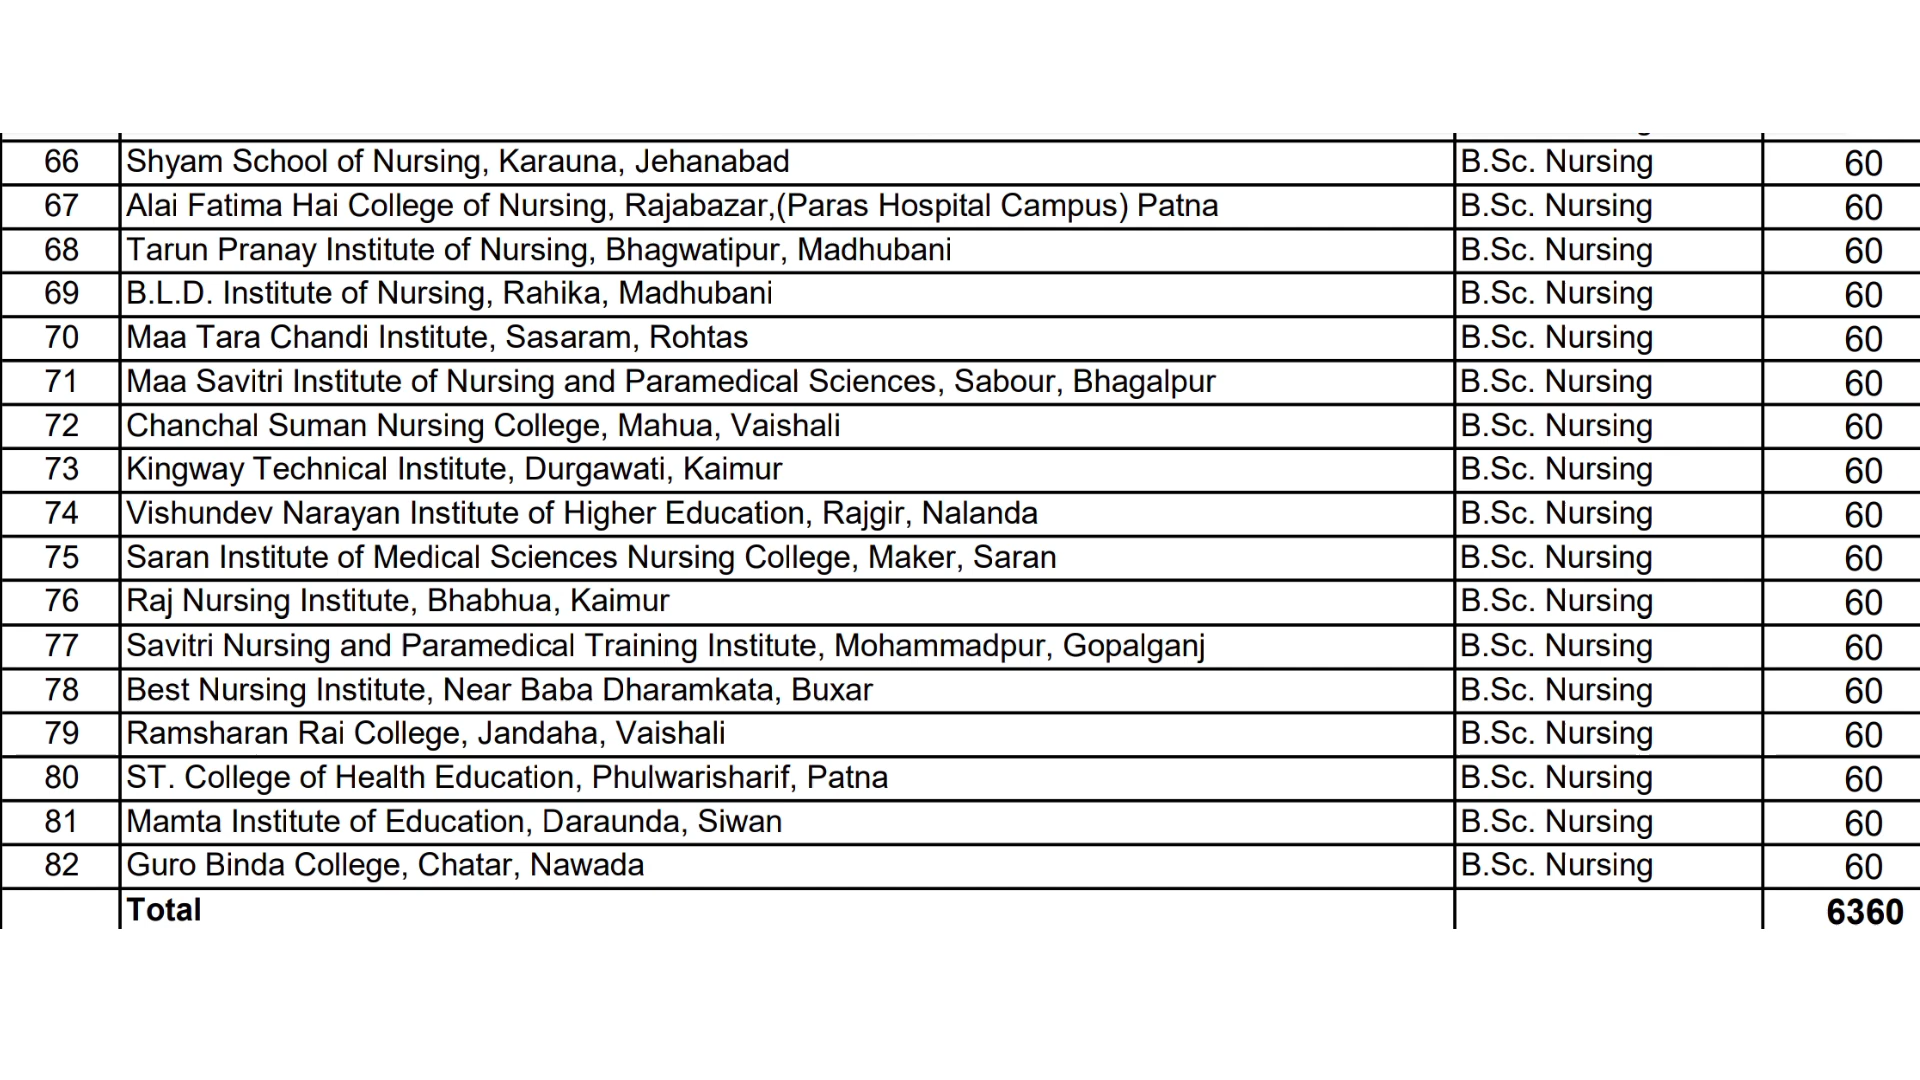 66 Shyam School of Nursing, Karauna, Jehanabad B.Sc. Nursing 60
67 Alai Fatima Hai College of Nursing, Rajabazar,(Paras Hospital Campus) Patna B.Sc. Nursing 60
68 Tarun Pranay Institute of Nursing, Bhagwatipur, Madhubani B.Sc. Nursing 60
69 B.L.D. Institute of Nursing, Rahika, Madhubani B.Sc. Nursing 60
70 Maa Tara Chandi Institute, Sasaram, Rohtas B.Sc. Nursing 60
71 Maa Savitri Institute of Nursing and Paramedical Sciences, Sabour, Bhagalpur B.Sc. Nursing 60
72 Chanchal Suman Nursing College, Mahua, Vaishali B.Sc. Nursing 60
73 Kingway Technical Institute, Durgawati, Kaimur B.Sc. Nursing 60
74 Vishundev Narayan Institute of Higher Education, Rajgir, Nalanda B.Sc. Nursing 60
75 Saran Institute of Medical Sciences Nursing College, Maker, Saran B.Sc. Nursing 60
76 Raj Nursing Institute, Bhabhua, Kaimur B.Sc. Nursing 60
77 Savitri Nursing and Paramedical Training Institute, Mohammadpur, Gopalganj B.Sc. Nursing 60
78 Best Nursing Institute, Near Baba Dharamkata, Buxar B.Sc. Nursing 60
79 Ramsharan Rai College, Jandaha, Vaishali B.Sc. Nursing 60
80 ST. College of Health Education, Phulwarisharif, Patna B.Sc. Nursing 60
81 Mamta Institute of Education, Daraunda, Siwan B.Sc. Nursing 60
82 Guro Binda College, Chatar, Nawada B.Sc. Nursing 60
Total 6360